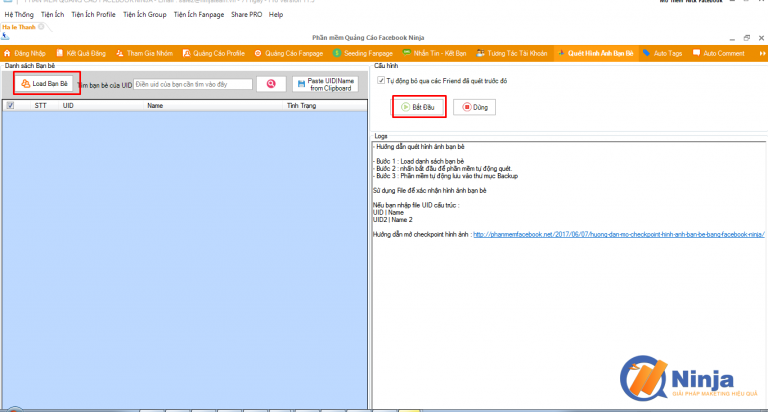 Hệ Thống Tiện Ích Tiện Ích Profile Tiện Ích Group Tiện Ích Fanpage Share PRO Help
Ha le Thanh
Phần mềm Quảng Cáo Facebook Ninja
Đăng Nhập Kết Quả Đăng Tham Gia Nhóm Quảng Cáo Profile Quảng Cáo Fanpage Seeding Fanpage Nhắn Tin - Kết Bạn Tương Tác Tài Khoản Quét Hình Ảnh Bạn Bè Auto Tags Auto Comment
Danh sách Bạn bè
Load Bạn Bè
Tìm bạn bè của UID
Điền uid của bạn cần tìm vào đây
Paste UID|Name
from Clipboard
STT UID Name Tình Trạng
Cấu hình
Tự động bỏ qua các Friend đã quét trước đó
Bắt Đầu Dừng
Logs
- Hướng dẫn quét hình ảnh bạn bè
- Bước 1 : Load danh sách bạn bè
- Bước 2 : nhấn bắt đầu để phần mềm tự động quét.
- Bước 3 : Phần mềm tự động lưu vào thư mục Backup
Sử dụng File để xác nhận hình ảnh bạn bè
Nếu bạn nhập file UID cấu trúc :
UID | Name
UID2 | Name 2
Hướng dẫn mở checkpoint hình ảnh : http://phanmemfacebook.net/2017/06/07/huong-dan-mo-checkpoint-hinh-anh-ban-be-bang-facebook-ninja/
Ninja
GIẢI PHÁP MARKETING HIỆU QUẢ